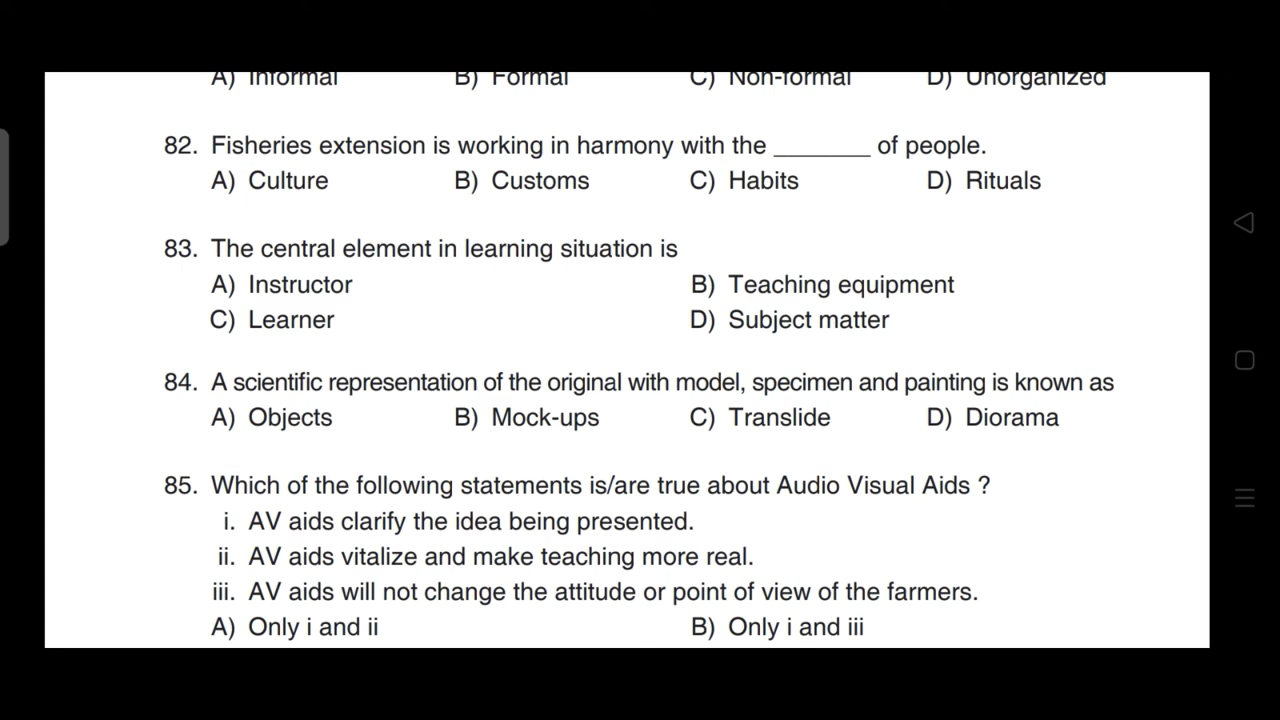 A) Informal B) Formal C) Non-formal D) Unorganized
82. Fisheries extension is working in harmony with the _______ of people.
A) Culture B) Customs C) Habits D) Rituals
83. The central element in learning situation is
A) Instructor B) Teaching equipment
C) Learner D) Subject matter
84. A scientific representation of the original with model, specimen and painting is known as
A) Objects B) Mock-ups C) Translide D) Diorama
85. Which of the following statements is/are true about Audio Visual Aids ?
i. AV aids clarify the idea being presented.
ii. AV aids vitalize and make teaching more real.
iii. AV aids will not change the attitude or point of view of the farmers.
A) Only i and ii B) Only i and iii